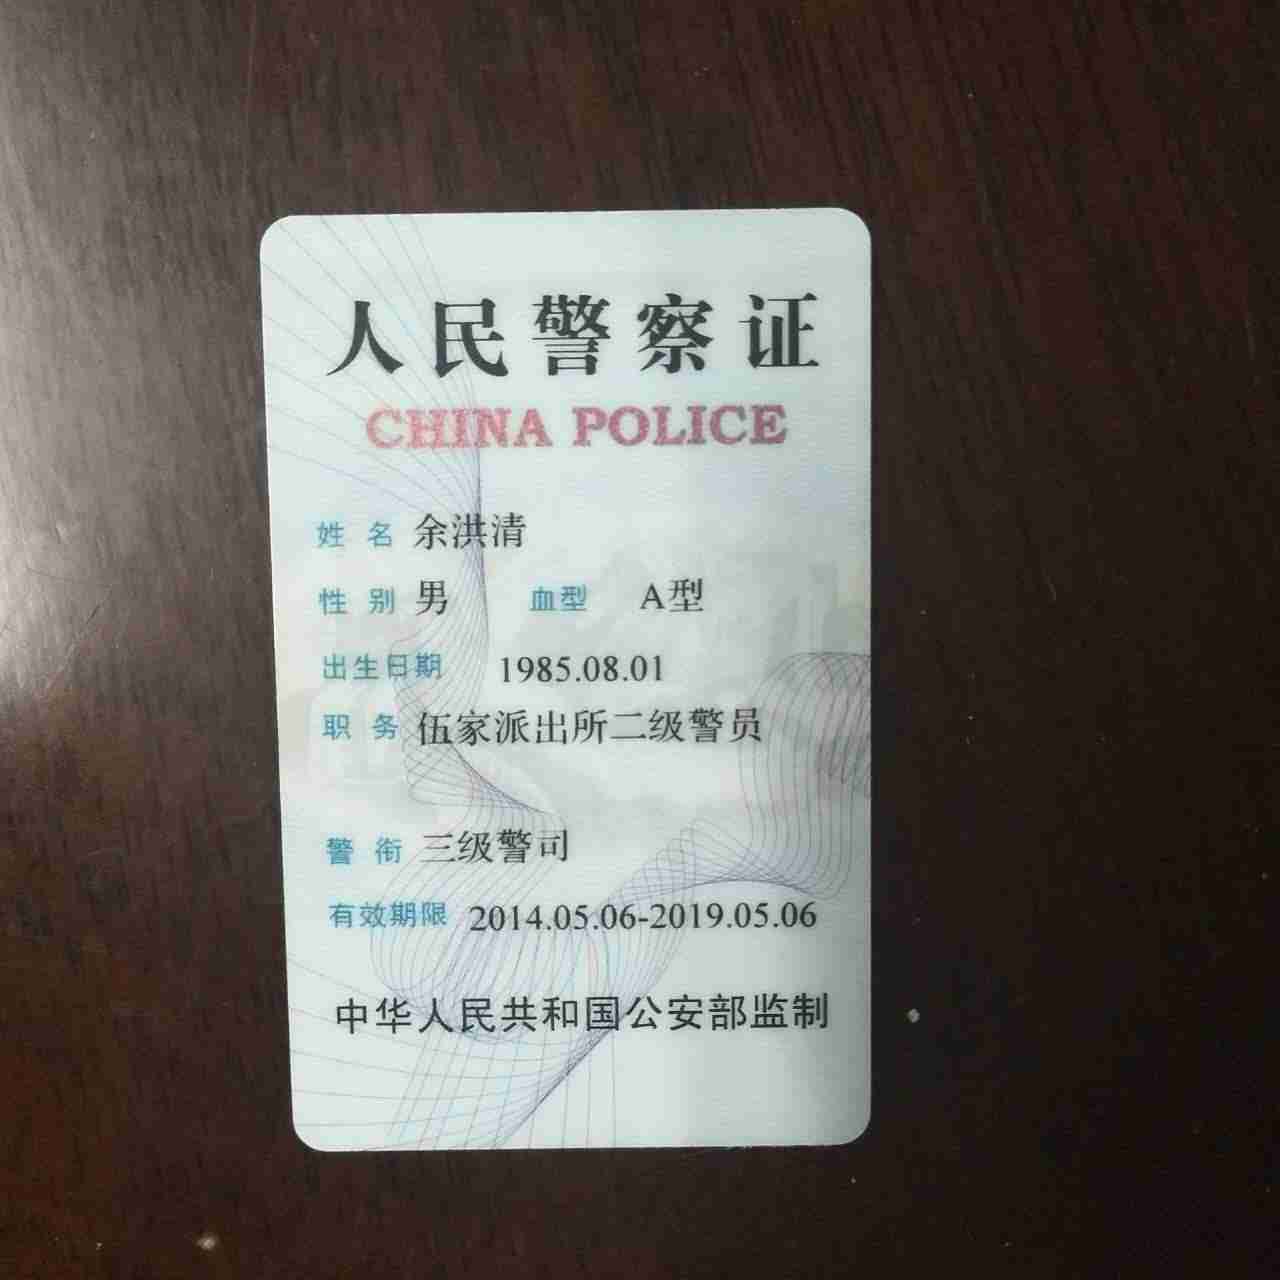 人民警察证
CHINA POLICE
姓名 余洪清
性别 男 血型 A型
出生日期 1985.08.01
职务 伍家派出所二级警员
警衔 三级警司
有效期限 2014.05.06-2019.05.06
中华人民共和国公安部监制